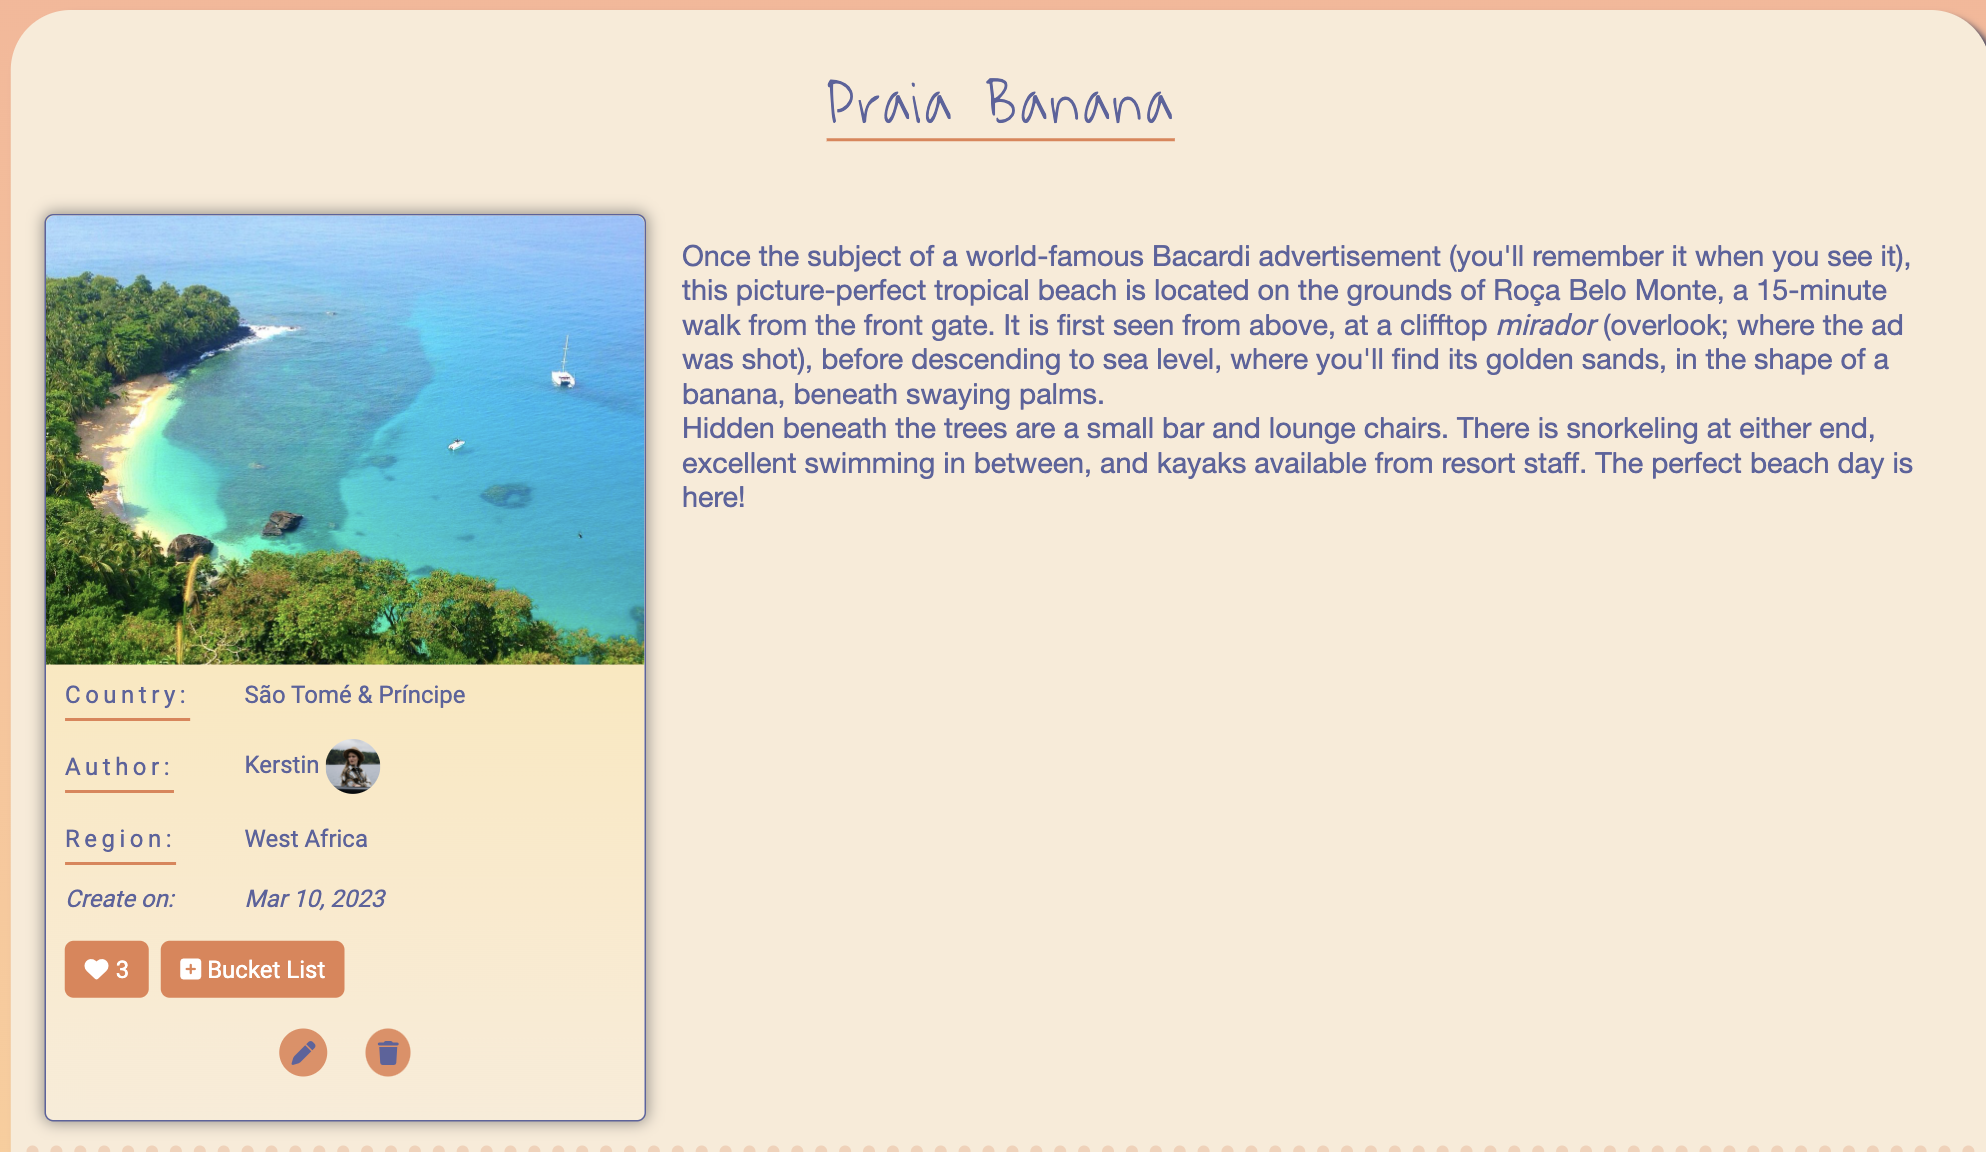 Praia Banana
Once the subject of a world-famous Bacardi advertisement (you'll remember it when you see it),
this picture-perfect tropical beach is located on the grounds of Roça Belo Monte, a 15-minute
walk from the front gate. It is first seen from above, at a clifftop mirador (overlook; where the ad
was shot), before descending to sea level, where you'll find its golden sands, in the shape of a
banana, beneath swaying palms.
Hidden beneath the trees are a small bar and lounge chairs. There is snorkeling at either end,
excellent swimming in between, and kayaks available from resort staff. The perfect beach day is
here!
Country: São Tomé & Príncipe
Author: Kerstin
Region: West Africa
Create on: Mar 10, 2023
3 Bucket List